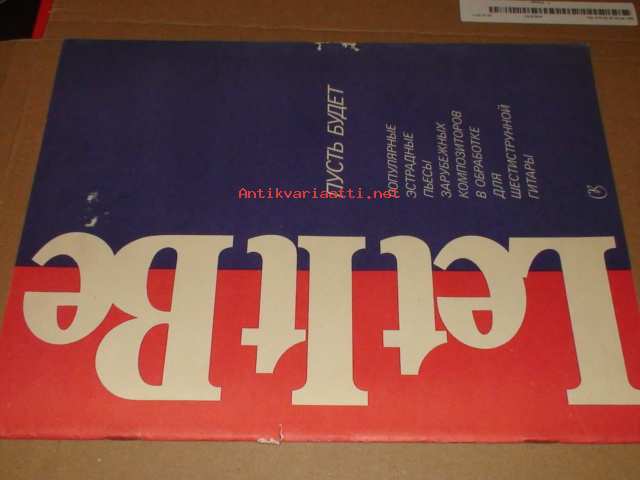 Let It Be
ПУСТЬ БУДЕТ
ПОПУЛЯРНЫЕ
ЭСТРАДНЫЕ
ПЬЕСЫ
ЗАРУБЕЖНЫХ
КОМПОЗИТОРОВ
В ОБРАБОТКЕ
ДЛЯ
ШЕСТИСТРУННОЙ
ГИТАРЫ
Antikvariaatti.net